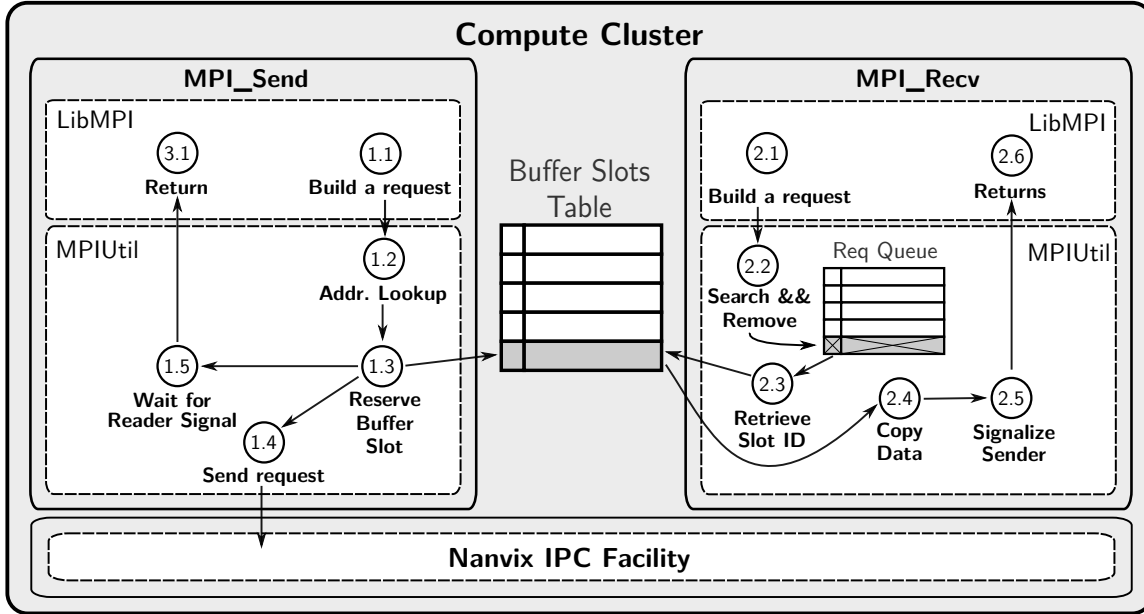 Compute Cluster
MPI_Send
LibMPI
3.1
Return
1.1
Build a request
MPIUtil
1.2
Addr. Lookup
1.5
Wait for
Reader Signal
1.3
Reserve
Buffer
Slot
1.4
Send request
Buffer Slots
Table
MPI_Recv
LibMPI
2.1
Build a request
2.6
Returns
MPIUtil
2.2
Search &&
Remove
Req Queue
2.3
Retrieve
Slot ID
2.4
Copy
Data
2.5
Signalize
Sender
Nanvix IPC Facility